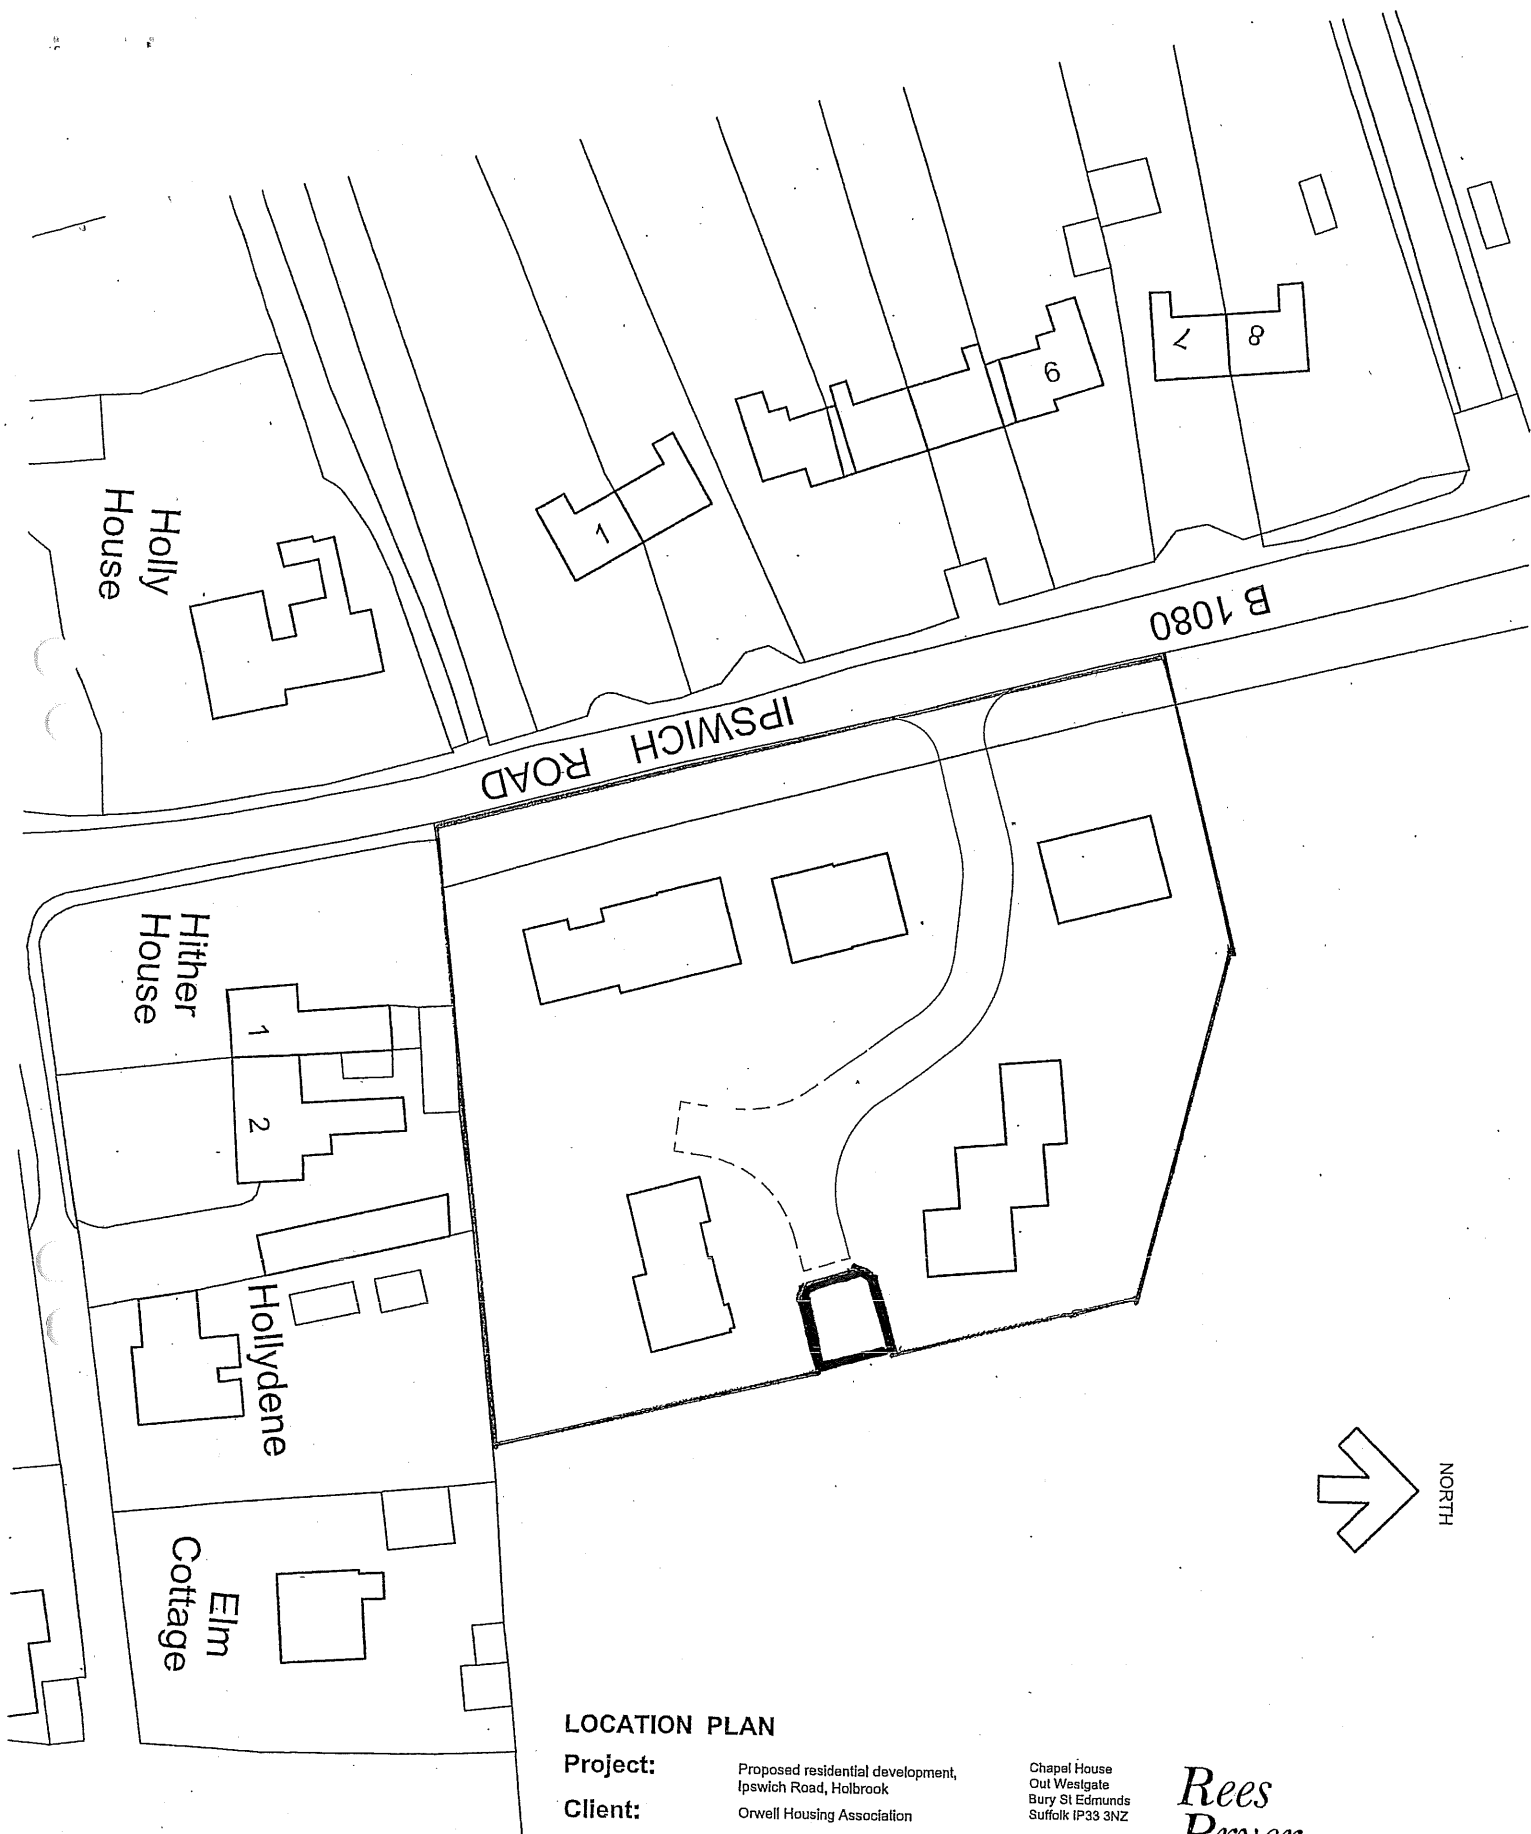 Holly
House
1
6
7
8
B 1080
IPSWICH ROAD
Hither
House
1
2
Hollydene
Elm
Cottage
NORTH
LOCATION PLAN
Project:
Proposed residential development,
Ipswich Road, Holbrook
Client:
Orwell Housing Association
Chapel House
Out Westgate
Bury St Edmunds
Suffolk IP33 3NZ
Rees